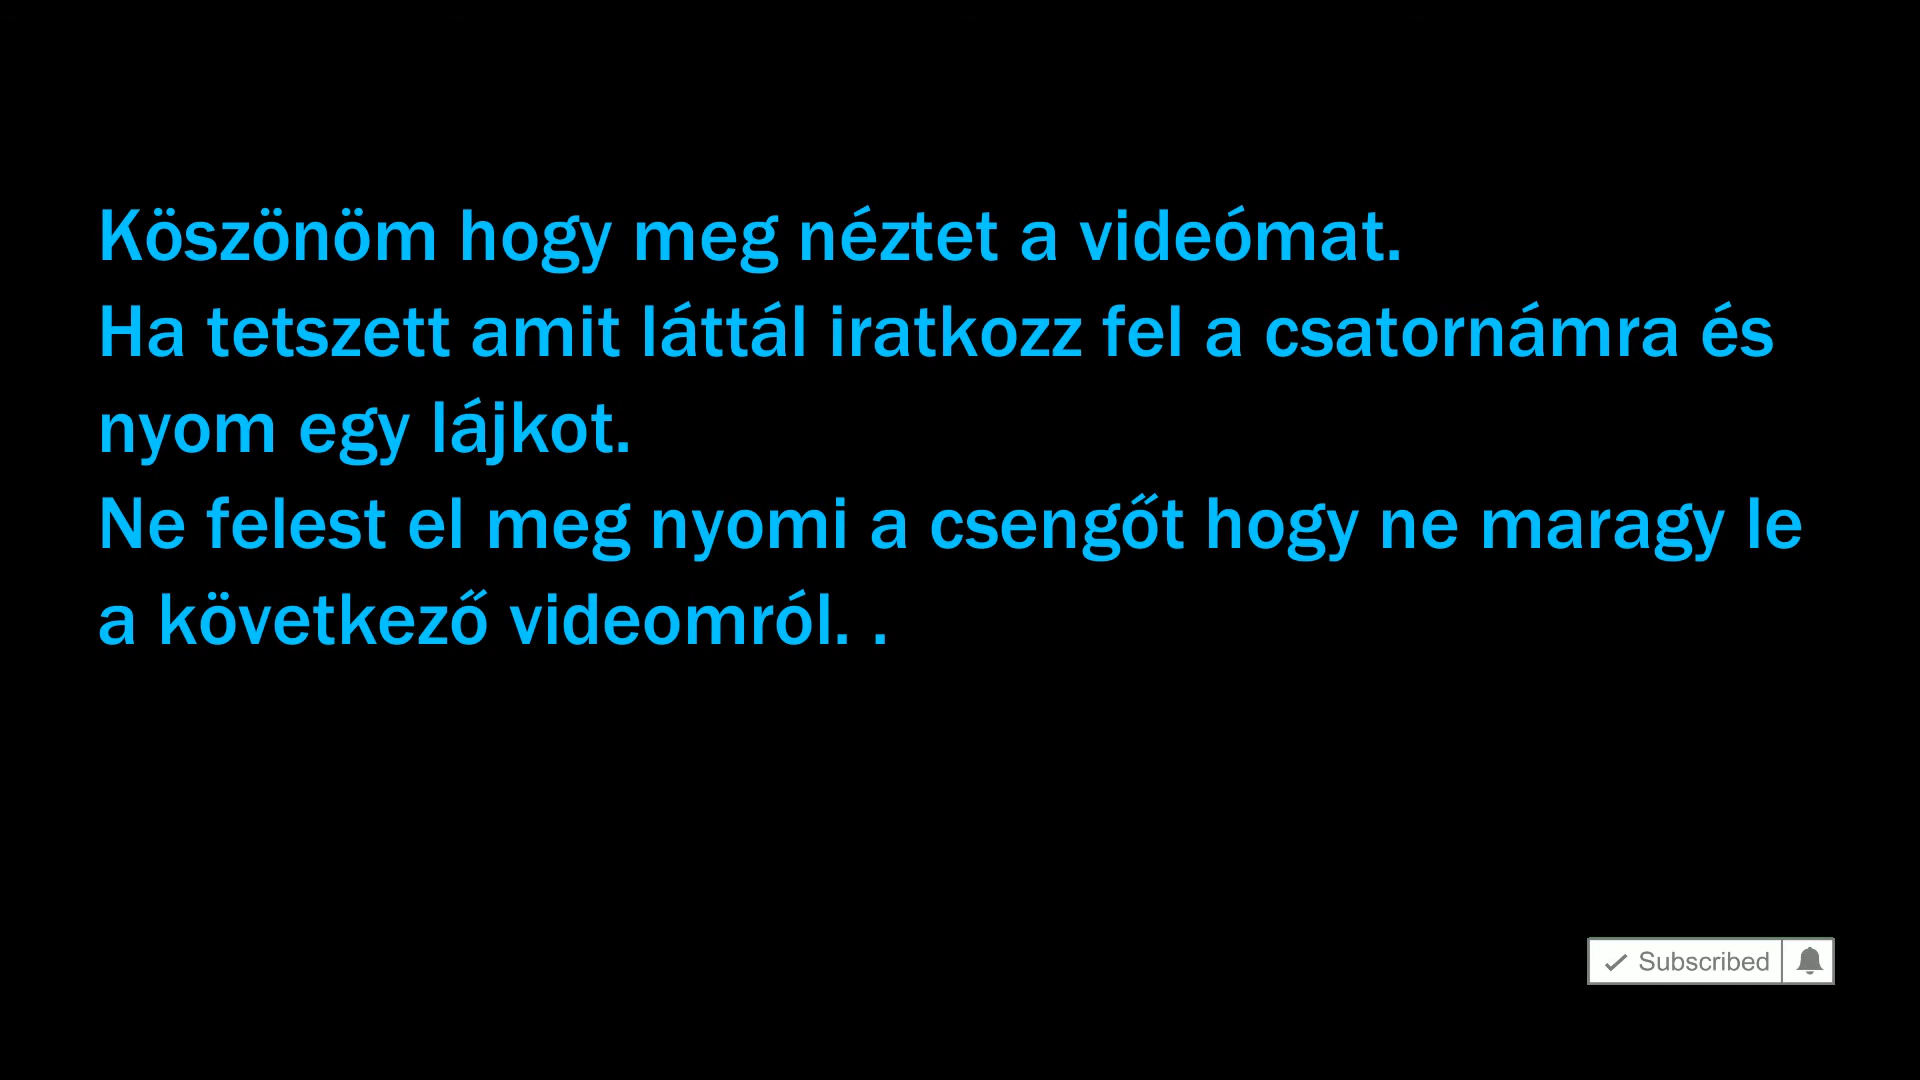 Köszönöm hogy meg néztet a videómat.
Ha tetszett amit láttál iratkozz fel a csatornámra és
nyom egy lájkot.
Ne felest el meg nyomi a csengőt hogy ne maragy le
a következő videomról. .
Subscribed